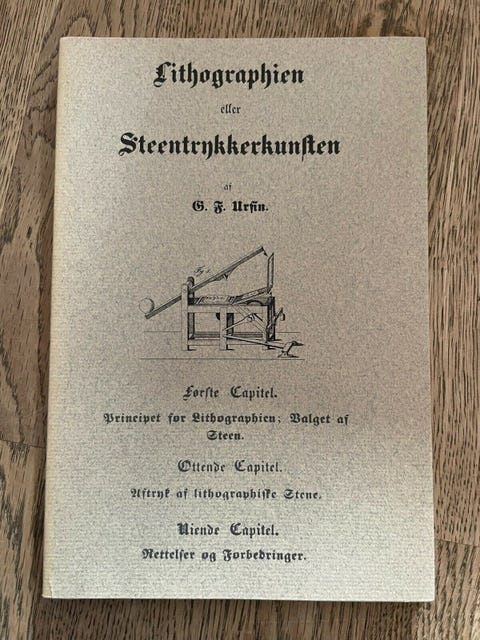 Lithographien
eller
Steentrykkerkunsten
af
G. F. Ursin.
Første Capitel.
Principet for Lithographien; Valget af
Steen.
Ottende Capitel.
Aftryk af lithographiske Stene.
Niende Capitel.
Rettelser og Forbedringer.